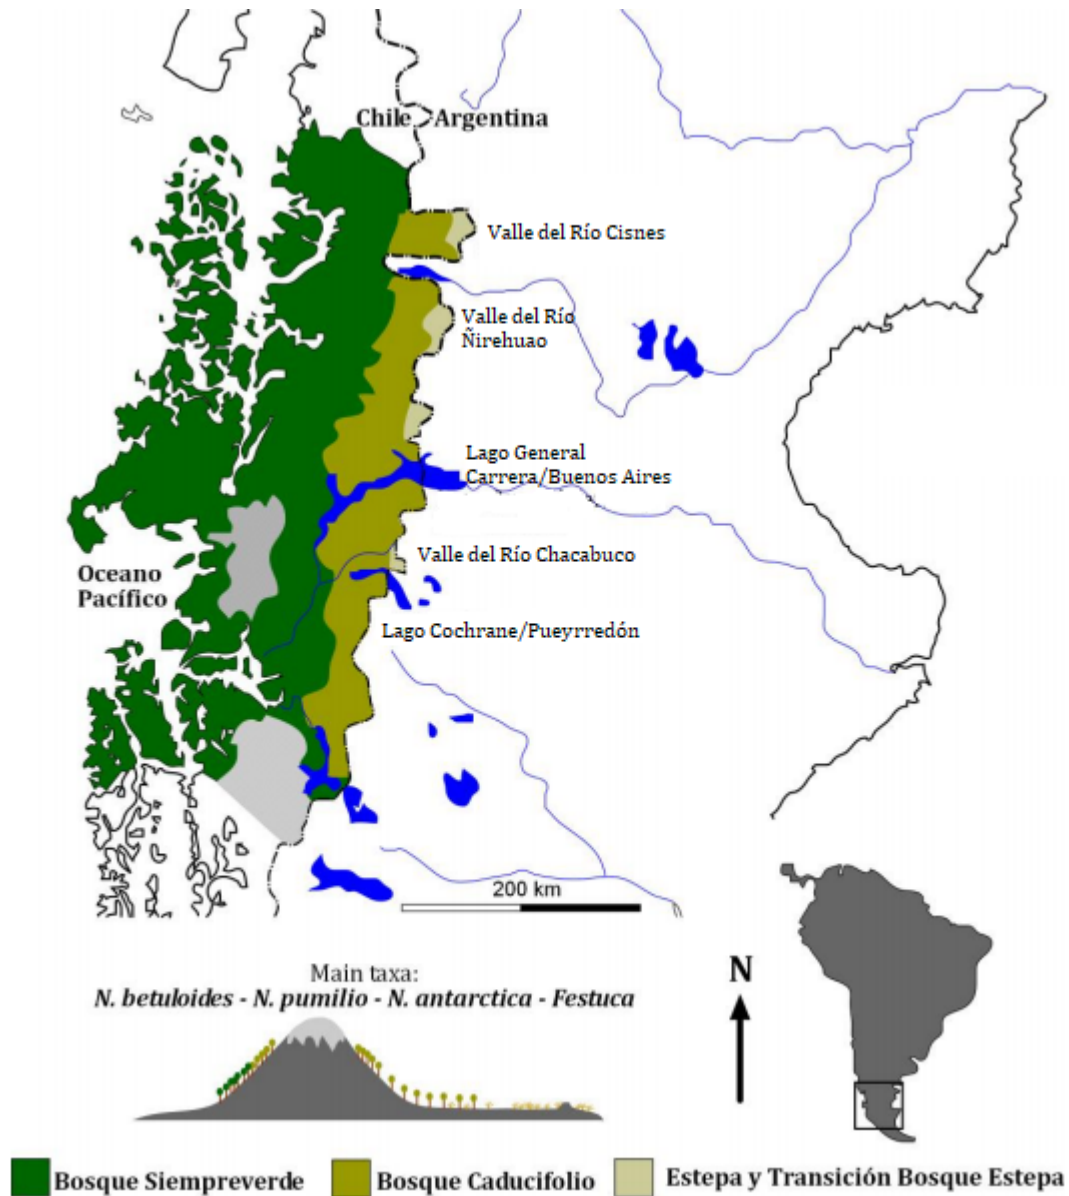 Chile Argentina
Valle del Río Cisnes
Valle del Río
Ñirehuao
Lago General
Carrera/Buenos Aires
Valle del Río Chacabuco
Oceano
Pacífico
Lago Cochrane/Pueyrredón
200 km
Main taxa:
N. betuloides - N. pumilio - N. antarctica - Festuca
N
Bosque Siempreverde
Bosque Caducifolio
Estepa y Transición Bosque Estepa